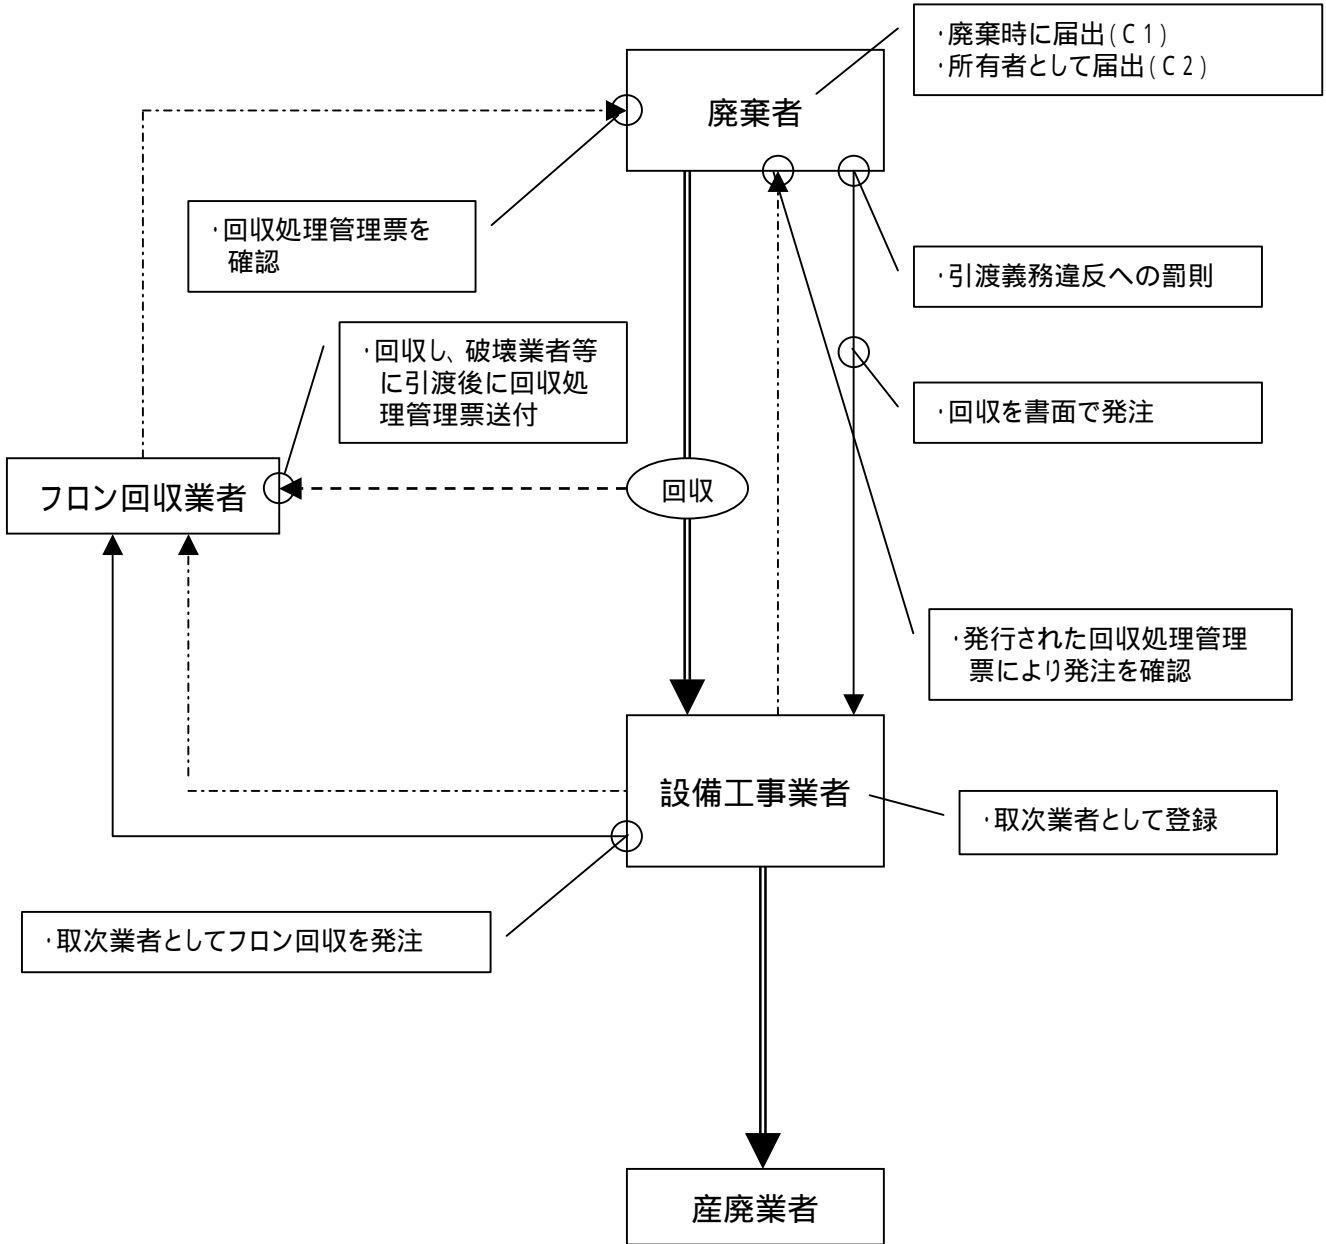 ・廃棄時に届出(C1)
・所有者として届出(C2)
廃棄者
・回収処理管理票を
確認
・引渡義務違反への罰則
・回収し、破壊業者等
に引渡後に回収処
理管理票送付
・回収を書面で発注
フロン回収業者
回収
・発行された回収処理管理
票により発注を確認
設備工事業者
・取次業者として登録
・取次業者としてフロン回収を発注
産廃業者